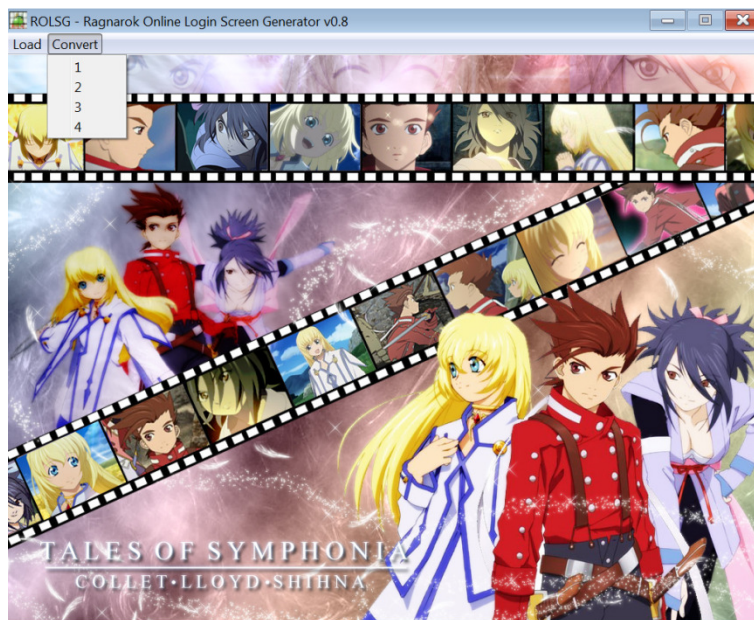 ROLSG - Ragnarok Online Login Screen Generator v0.8
Load Convert
1
2
3
4
TALES OF SYMPHONIA
COLLET·LLOYD·SHIHNA